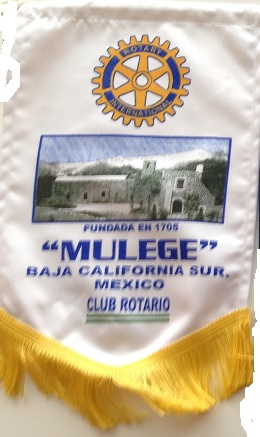 ROTARY
INTERNATIONAL
FUNDADA EN 1705
"MULEGE"
BAJA CALIFORNIA SUR,
MEXICO
CLUB ROTARIO